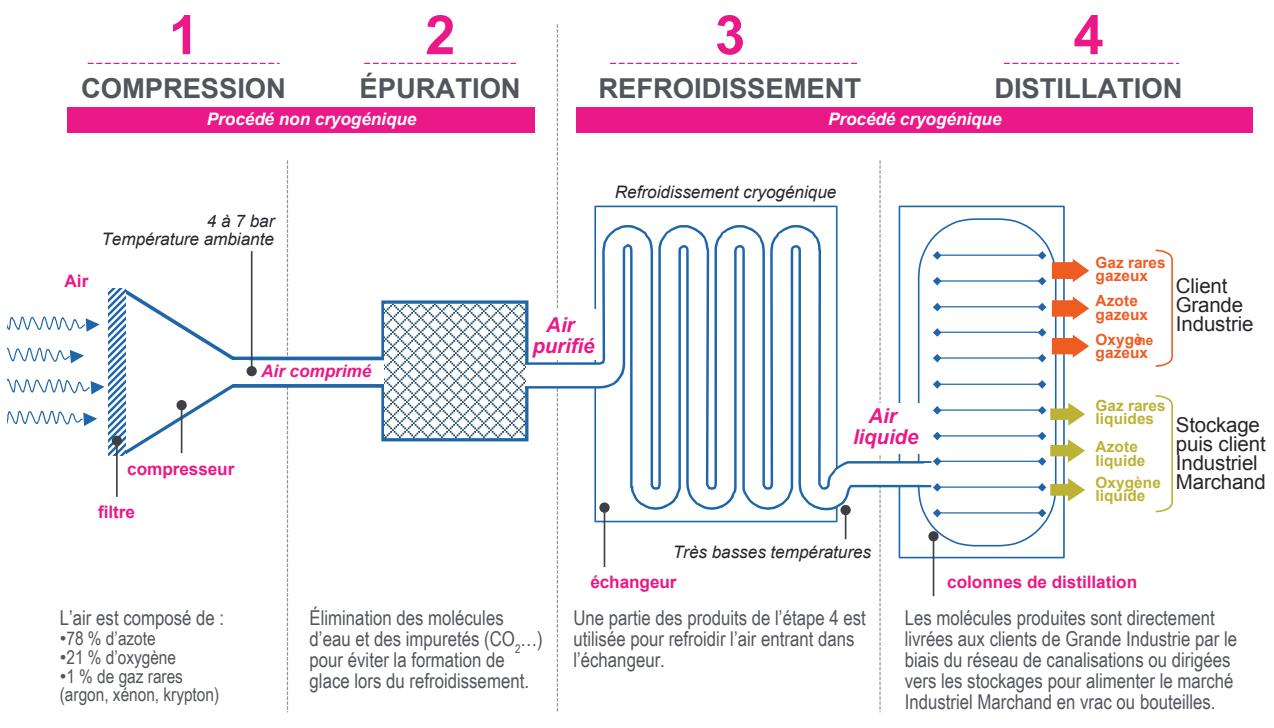 1
COMPRESSION
2
ÉPURATION
Procédé non cryogénique
3
REFROIDISSEMENT
4
DISTILLATION
Procédé cryogénique
4 à 7 bar
Température ambiante
Air
Air comprimé
compresseur
filtre
Air
purifié
Refroidissement cryogénique
Air
liquide
Très basses températures
échangeur
Gaz rares
gazeux
Azote
gazeux
Oxygène
gazeux
Client
Grande
Industrie
Gaz rares
liquides
Azote
liquide
Oxygène
liquide
Stockage
puis client
Industriel
Marchand
colonnes de distillation
L’air est composé de :
•78 % d’azote
•21 % d’oxygène
•1 % de gaz rares
(argon, xénon, krypton)
Élimination des molécules
d’eau et des impuretés (CO₂…)
pour éviter la formation de
glace lors du refroidissement.
Une partie des produits de l’étape 4 est
utilisée pour refroidir l’air entrant dans
l’échangeur.
Les molécules produites sont directement
livrées aux clients de Grande Industrie par le
biais du réseau de canalisations ou dirigées
vers les stockages pour alimenter le marché
Industriel Marchand en vrac ou bouteilles.